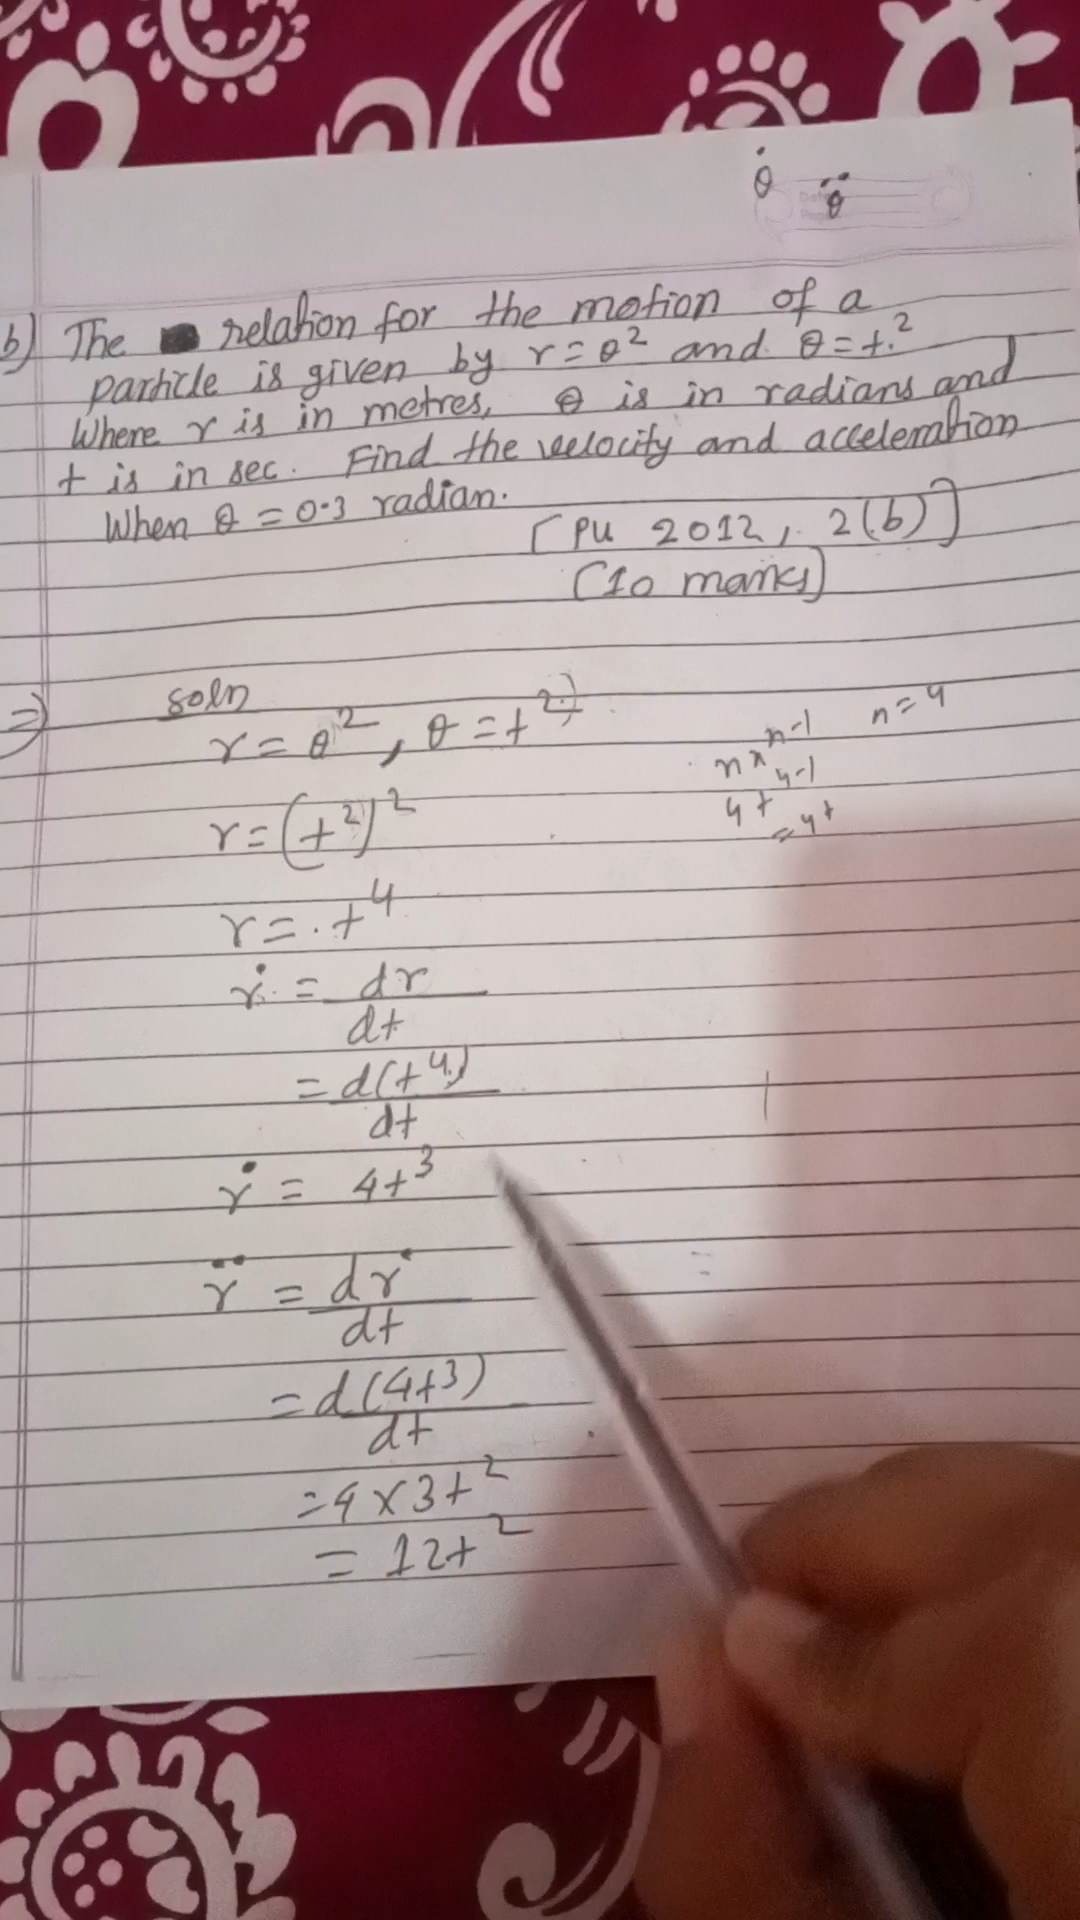 θ̇ θ̈
b) The relation for the motion of a
particle is given by r = θ² and θ = t.²
Where r is in metres, θ is in radians and
t is in sec. Find the velocity and acceleration
When θ = 0.3 radian.
[PU 2012, 2(b)]
(10 marks)
⇒ soln
r = θ², θ = t²
n = 4
nxⁿ⁻¹
r = (t²)²
4t⁴⁻¹
= 4t
r = .t⁴
ṙ = dr/dt
= d(t⁴)/dt
ṙ = 4t³
r̈ = dṙ/dt
= d(4t3)/dt
= 4 x 3t²
= 12t²